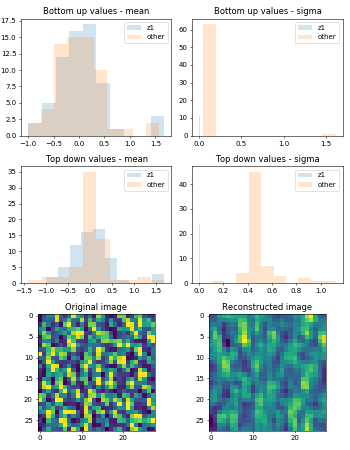 Bottom up values - mean
17.5
15.0
12.5
10.0
7.5
5.0
2.5
0.0
z1
other
−1.0 −0.5 0.0 0.5 1.0 1.5
Bottom up values - sigma
60
50
40
30
20
10
0
z1
other
0.0 0.5 1.0 1.5
Top down values - mean
35
30
25
20
15
10
5
0
z1
other
−1.5 −1.0 −0.5 0.0 0.5 1.0 1.5
Top down values - sigma
40
30
20
10
0
z1
other
0.0 0.2 0.4 0.6 0.8 1.0
Original image
0
5
10
15
20
25
0 10 20
Reconstructed image
0
5
10
15
20
25
0 10 20